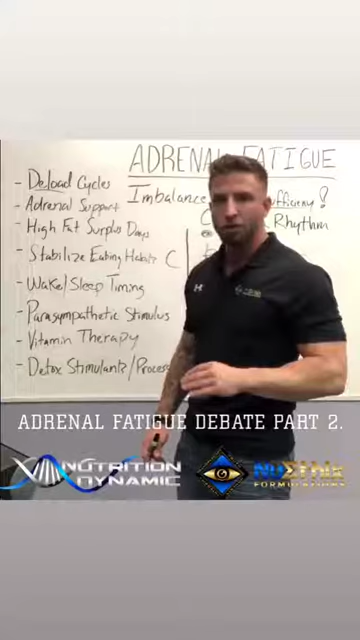 ADRENAL FATIGUE
- Deload Cycles
Imbalance
- Adrenal Support
- High Fat Surplus Days
Rhythm
- Stabilize Eating Habits
- Wake/Sleep Timing
- Parasympathetic Stimulus
- Vitamin Therapy
- Detox Stimulants/Process
ADRENAL FATIGUE DEBATE PART 2.
NUTRITION
DYNAMIC
NUETHIX
FORMULATIONS